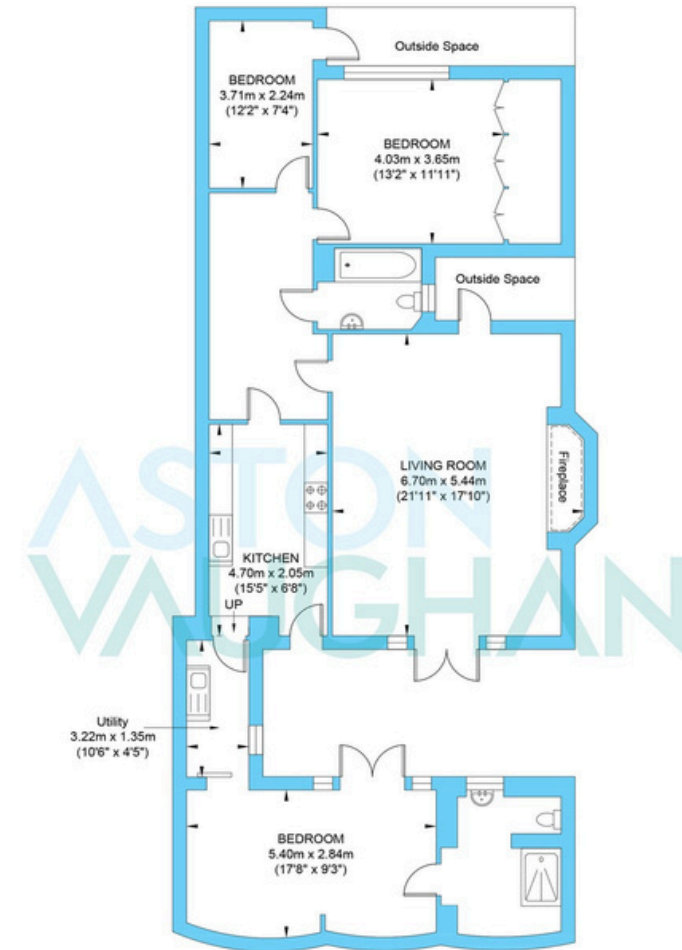 Outside Space
BEDROOM
3.71m x 2.24m
(12'2" x 7'4")
BEDROOM
4.03m x 3.65m
(13'2" x 11'11")
Outside Space
LIVING ROOM
6.70m x 5.44m
(21'11" x 17'10")
Fireplace
ASTON
VAUGHAN
KITCHEN
4.70m x 2.05m
(15'5" x 6'8")
UP
Utility
3.22m x 1.35m
(10'6" x 4'5")
BEDROOM
5.40m x 2.84m
(17'8" x 9'3")